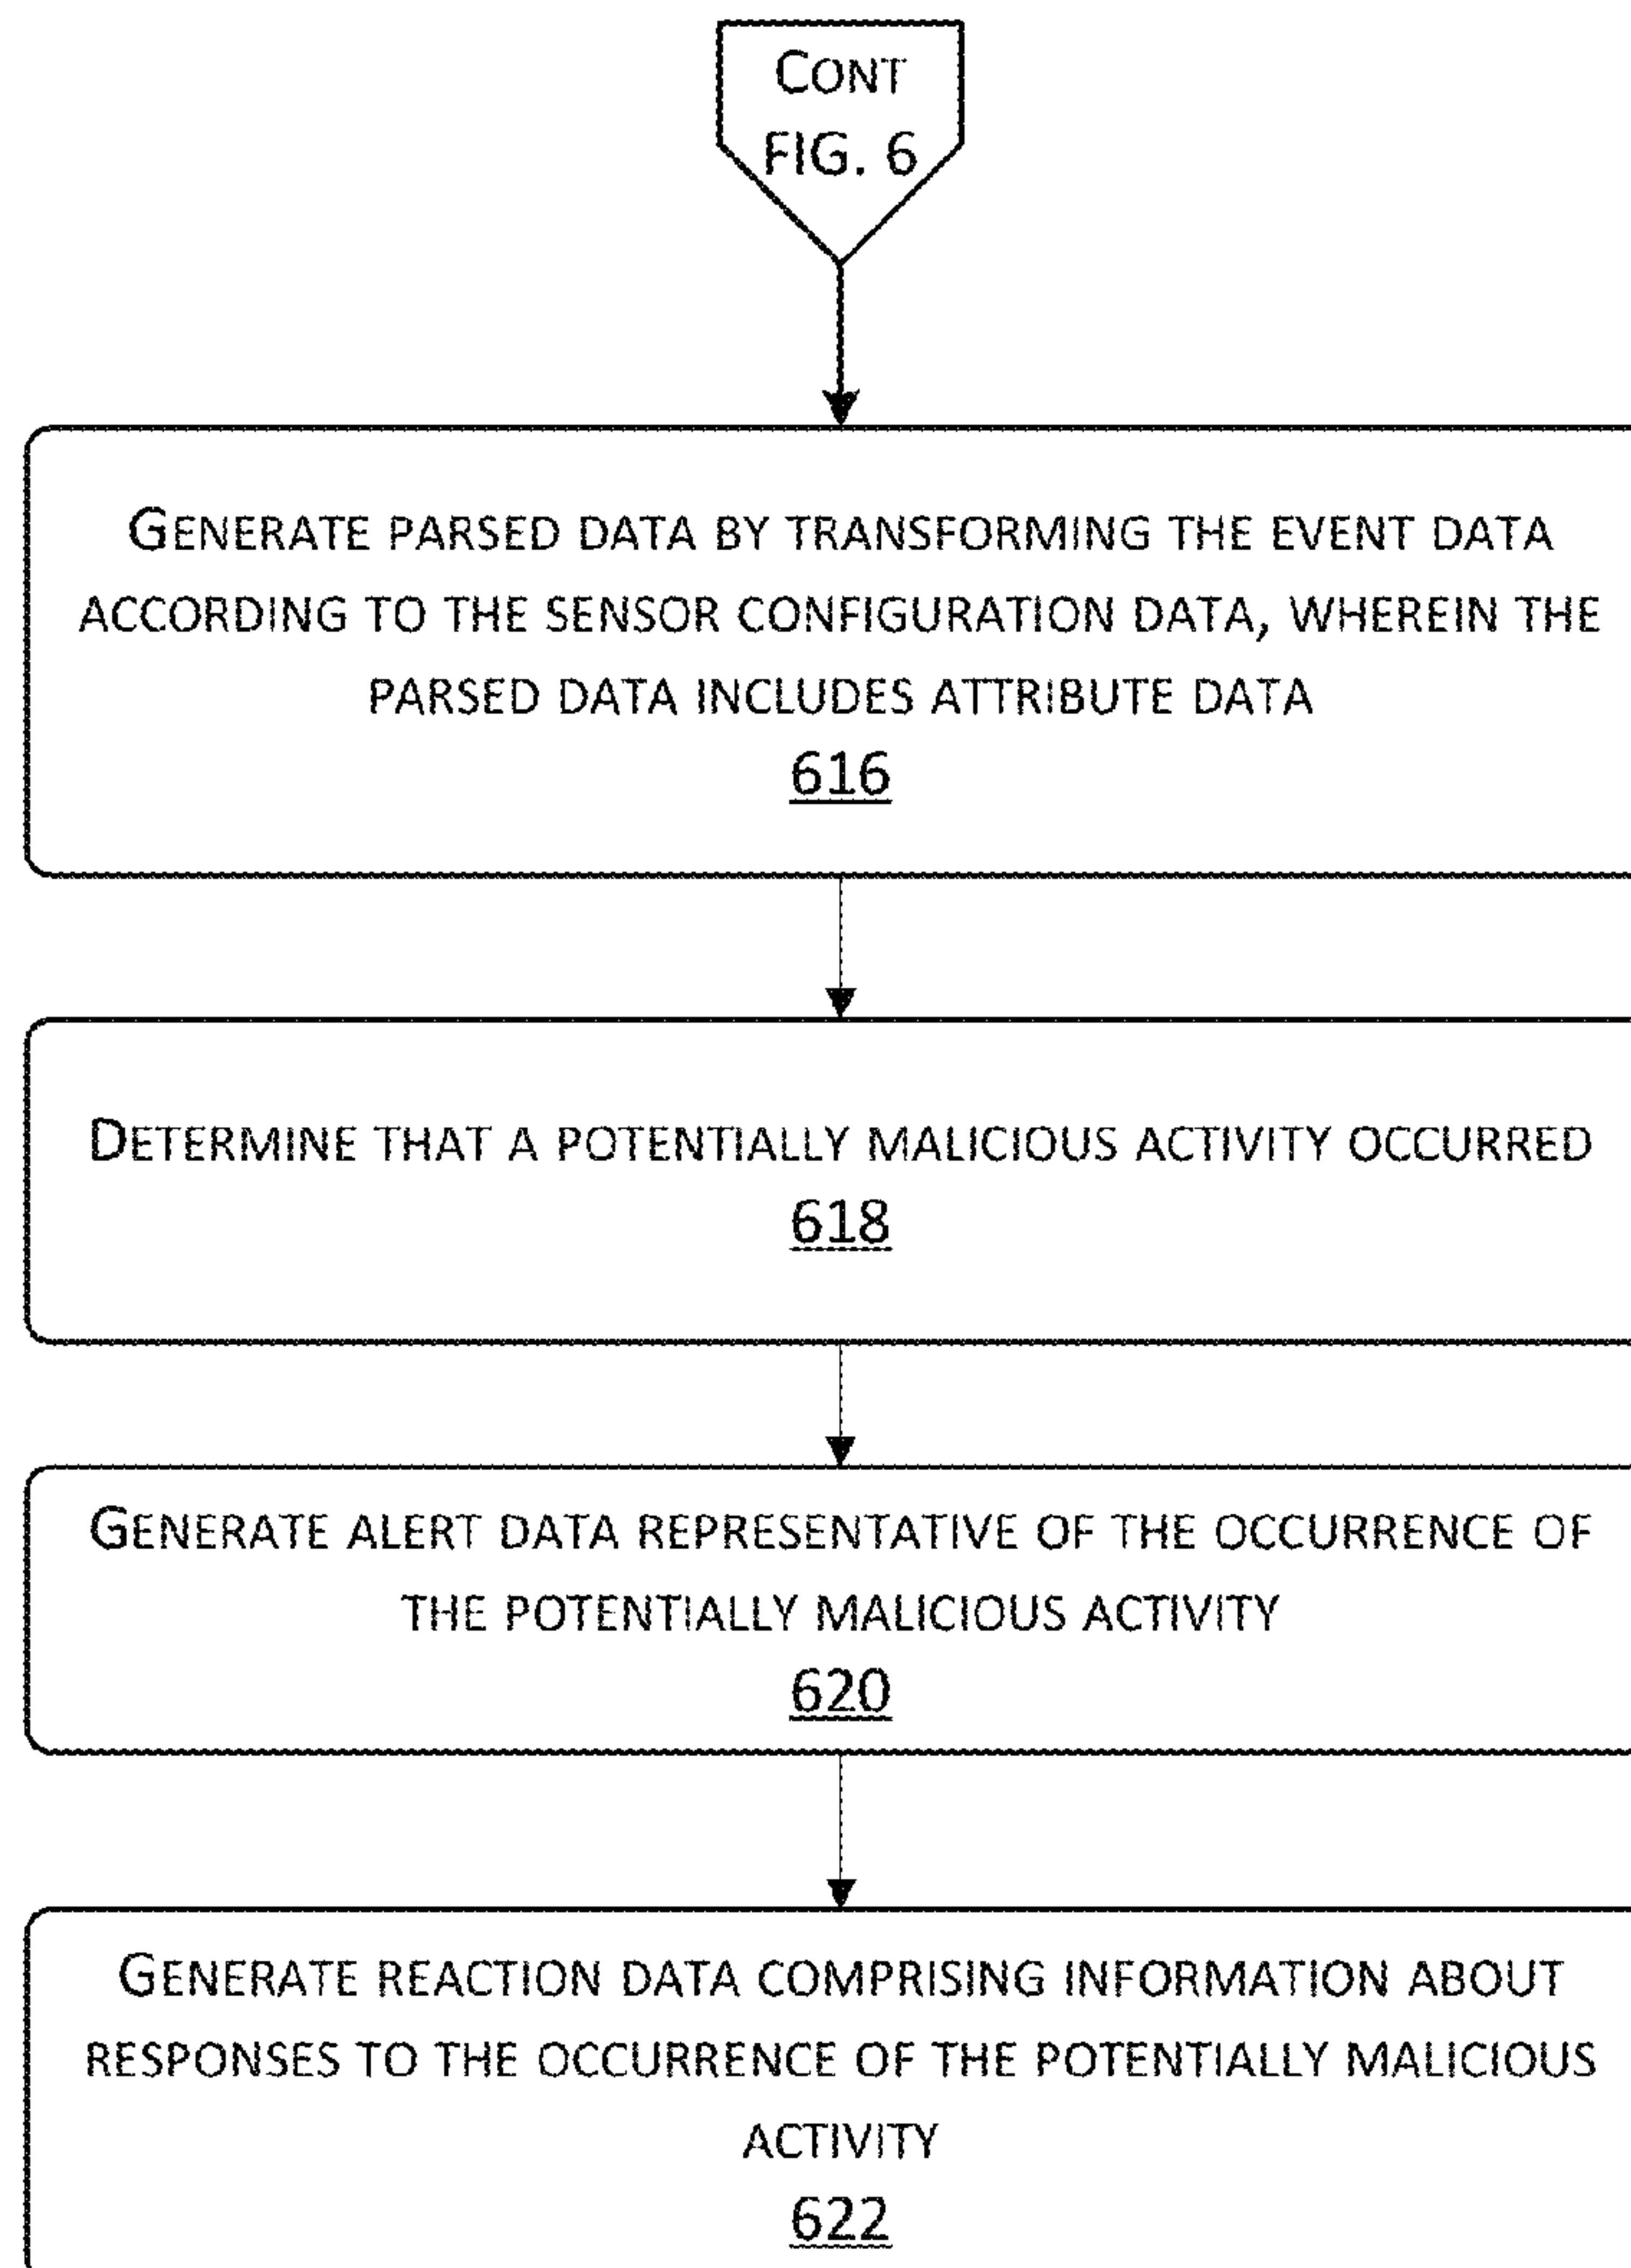 CONT
FIG. 6
GENERATE PARSED DATA BY TRANSFORMING THE EVENT DATA
ACCORDING TO THE SENSOR CONFIGURATION DATA, WHEREIN THE
PARSED DATA INCLUDES ATTRIBUTE DATA
616
DETERMINE THAT A POTENTIALLY MALICIOUS ACTIVITY OCCURRED
618
GENERATE ALERT DATA REPRESENTATIVE OF THE OCCURRENCE OF
THE POTENTIALLY MALICIOUS ACTIVITY
620
GENERATE REACTION DATA COMPRISING INFORMATION ABOUT
RESPONSES TO THE OCCURRENCE OF THE POTENTIALLY MALICIOUS
ACTIVITY
622